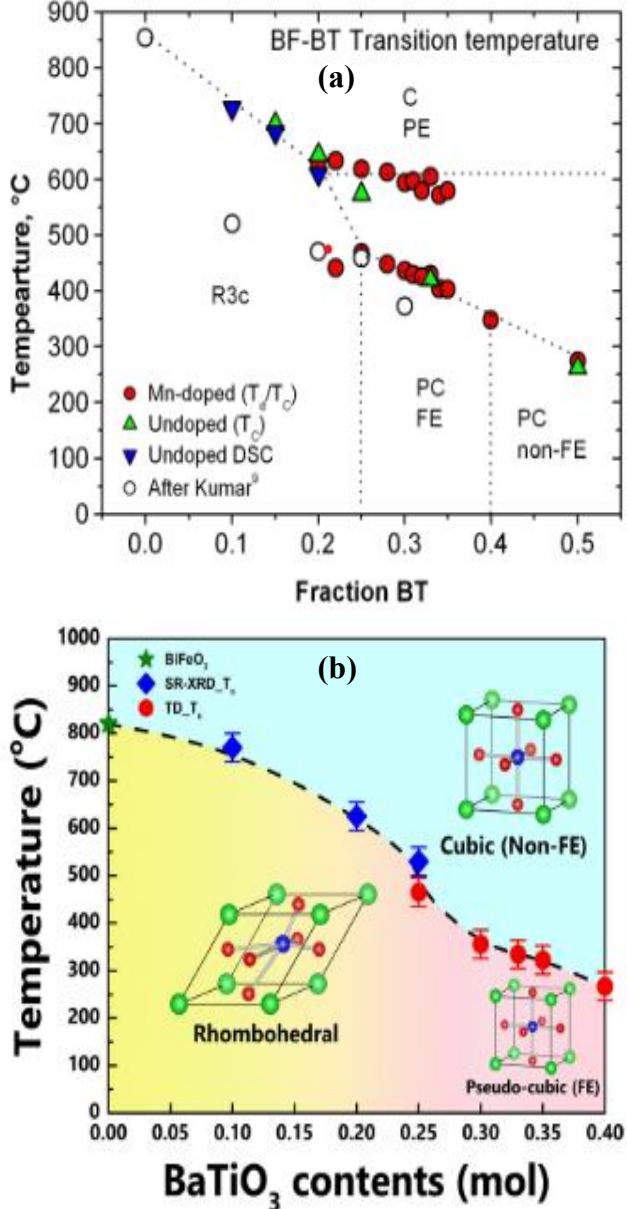 900
800
700
600
500
400
300
200
100
0
Tempearture, °C
BF-BT Transition temperature
(a)
C
PE
R3c
PC
FE
PC
non-FE
Mn-doped (T /T_C)
Undoped (T_C)
Undoped DSC
After Kumar
0.0 0.1 0.2 0.3 0.4 0.5
Fraction BT
1000
900
800
700
600
500
400
300
200
100
0
Temperature (°C)
(b)
BiFeO₃
SR-XRD_T
TD_T
Cubic (Non-FE)
Rhombohedral
Pseudo-cubic (FE)
0.00 0.05 0.10 0.15 0.20 0.25 0.30 0.35 0.40
BaTiO₃ contents (mol)